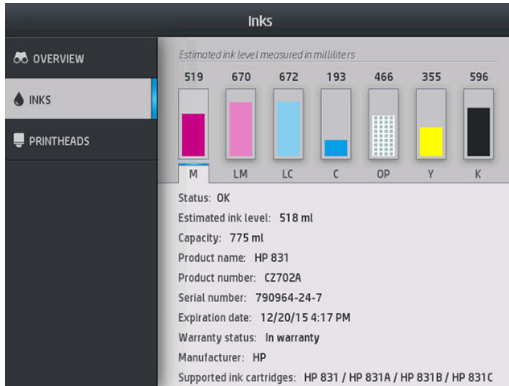 Inks
OVERVIEW
INKS
PRINTHEADS
Estimated ink level measured in milliliters
519 670 672 193 466 355 596
M LM LC C OP Y K
Status: OK
Estimated ink level: 518 ml
Capacity: 775 ml
Product name: HP 831
Product number: CZ702A
Serial number: 790964-24-7
Expiration date: 12/20/15 4:17 PM
Warranty status: In warranty
Manufacturer: HP
Supported ink cartridges: HP 831 / HP 831A / HP 831B / HP 831C